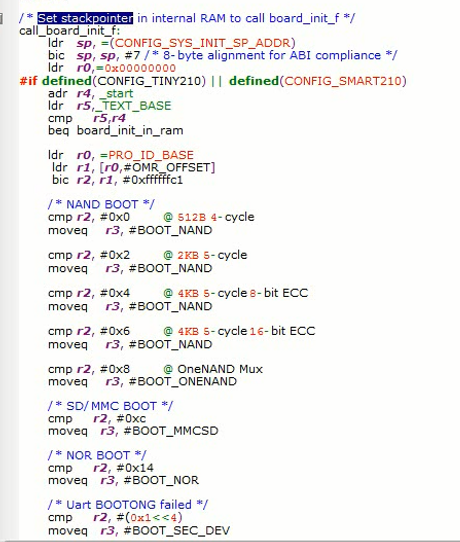 /* Set stackpointer in internal RAM to call board_init_f */
call_board_init_f:
ldr sp, =(CONFIG_SYS_INIT_SP_ADDR)
bic sp, sp, #7 /* 8-byte alignment for ABI compliance */
ldr r0,=0x00000000
#if defined(CONFIG_TINY210) || defined(CONFIG_SMART210)
adr r4, _start
ldr r5,_TEXT_BASE
cmp r5,r4
beq board_init_in_ram
ldr r0, =PRO_ID_BASE
ldr r1, [r0,#OMR_OFFSET]
bic r2, r1, #0xffffffc1
/* NAND BOOT */
cmp r2, #0x0 @ 512B 4-cycle
moveq r3, #BOOT_NAND
cmp r2, #0x2 @ 2KB 5-cycle
moveq r3, #BOOT_NAND
cmp r2, #0x4 @ 4KB 5-cycle 8-bit ECC
moveq r3, #BOOT_NAND
cmp r2, #0x6 @ 4KB 5-cycle 16-bit ECC
moveq r3, #BOOT_NAND
cmp r2, #0x8 @ OneNAND Mux
moveq r3, #BOOT_ONENAND
/* SD/MMC BOOT */
cmp r2, #0xc
moveq r3, #BOOT_MMCSD
/* NOR BOOT */
cmp r2, #0x14
moveq r3, #BOOT_NOR
/* Uart BOOTONG failed */
cmp r2, #(0x1<<4)
moveq r3, #BOOT_SEC_DEV